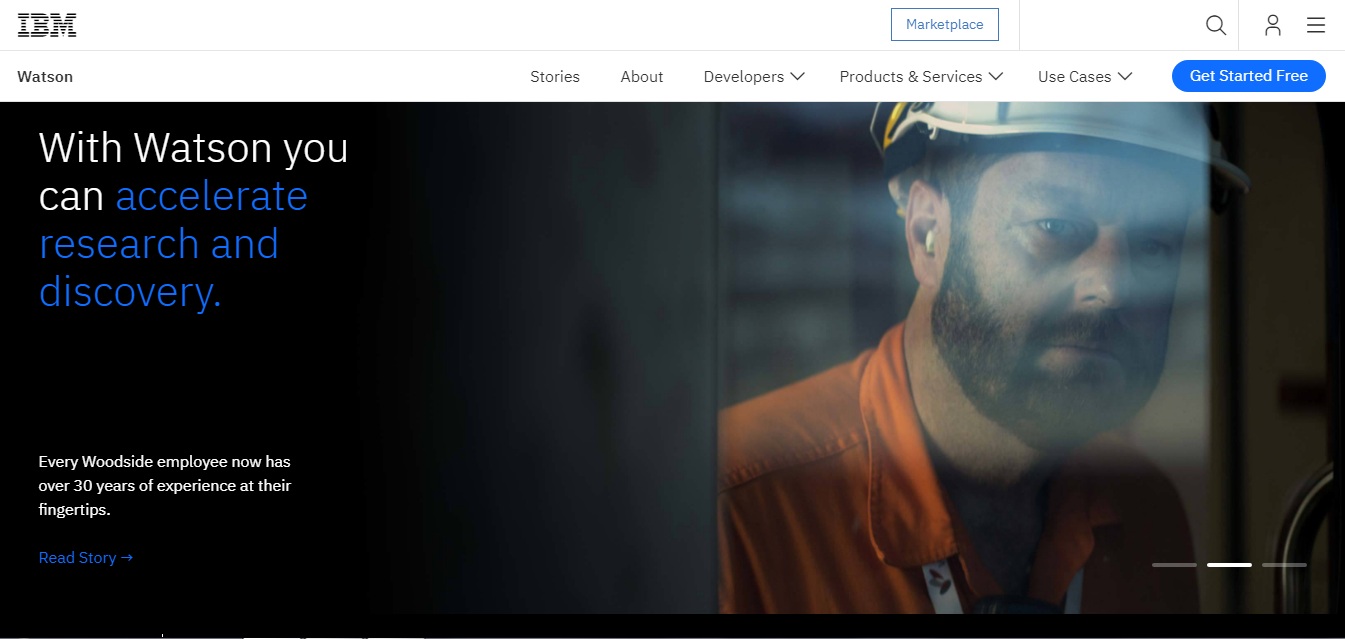 IBM
Marketplace
Watson
Stories
About
Developers
Products & Services
Use Cases
Get Started Free
With Watson you
can accelerate
research and
discovery.
Every Woodside employee now has
over 30 years of experience at their
fingertips.
Read Story →